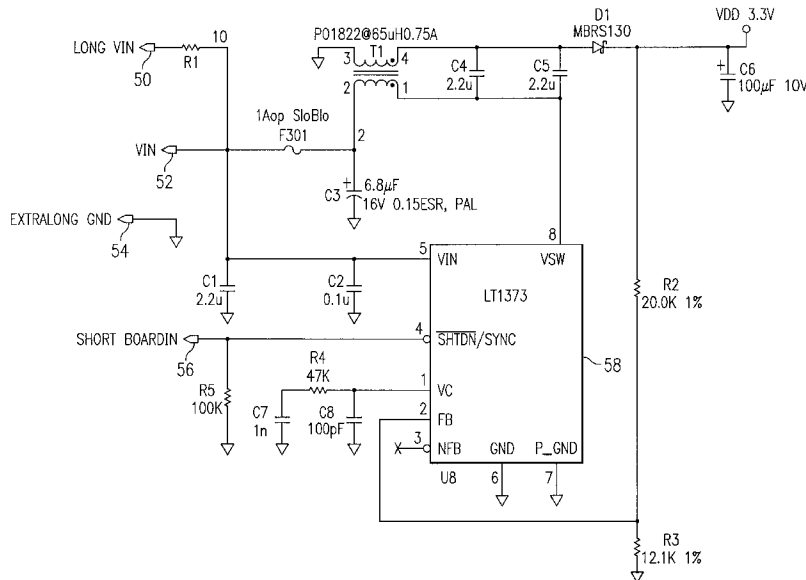 P01822@65uH0.75A
D1
MBRS130
VDD 3.3V
LONG VIN
50
R1
10
3
T1
4
2
1
C4
2.2u
C5
2.2u
+
C6
100µF 10V
1Aop SloBlo
F301
2
VIN
52
+
C3
6.8µF
16V 0.15ESR, PAL
EXTRALONG GND
54
5
VIN
8
VSW
LT1373
C1
2.2u
C2
0.1u
R2
20.0K 1%
SHORT BOARDIN
56
4
SHTDN/SYNC
58
R4
47K
1
VC
R5
100K
C7
1n
C8
100pF
2
FB
X
3
NFB
GND
P_GND
U8
6
7
R3
12.1K 1%